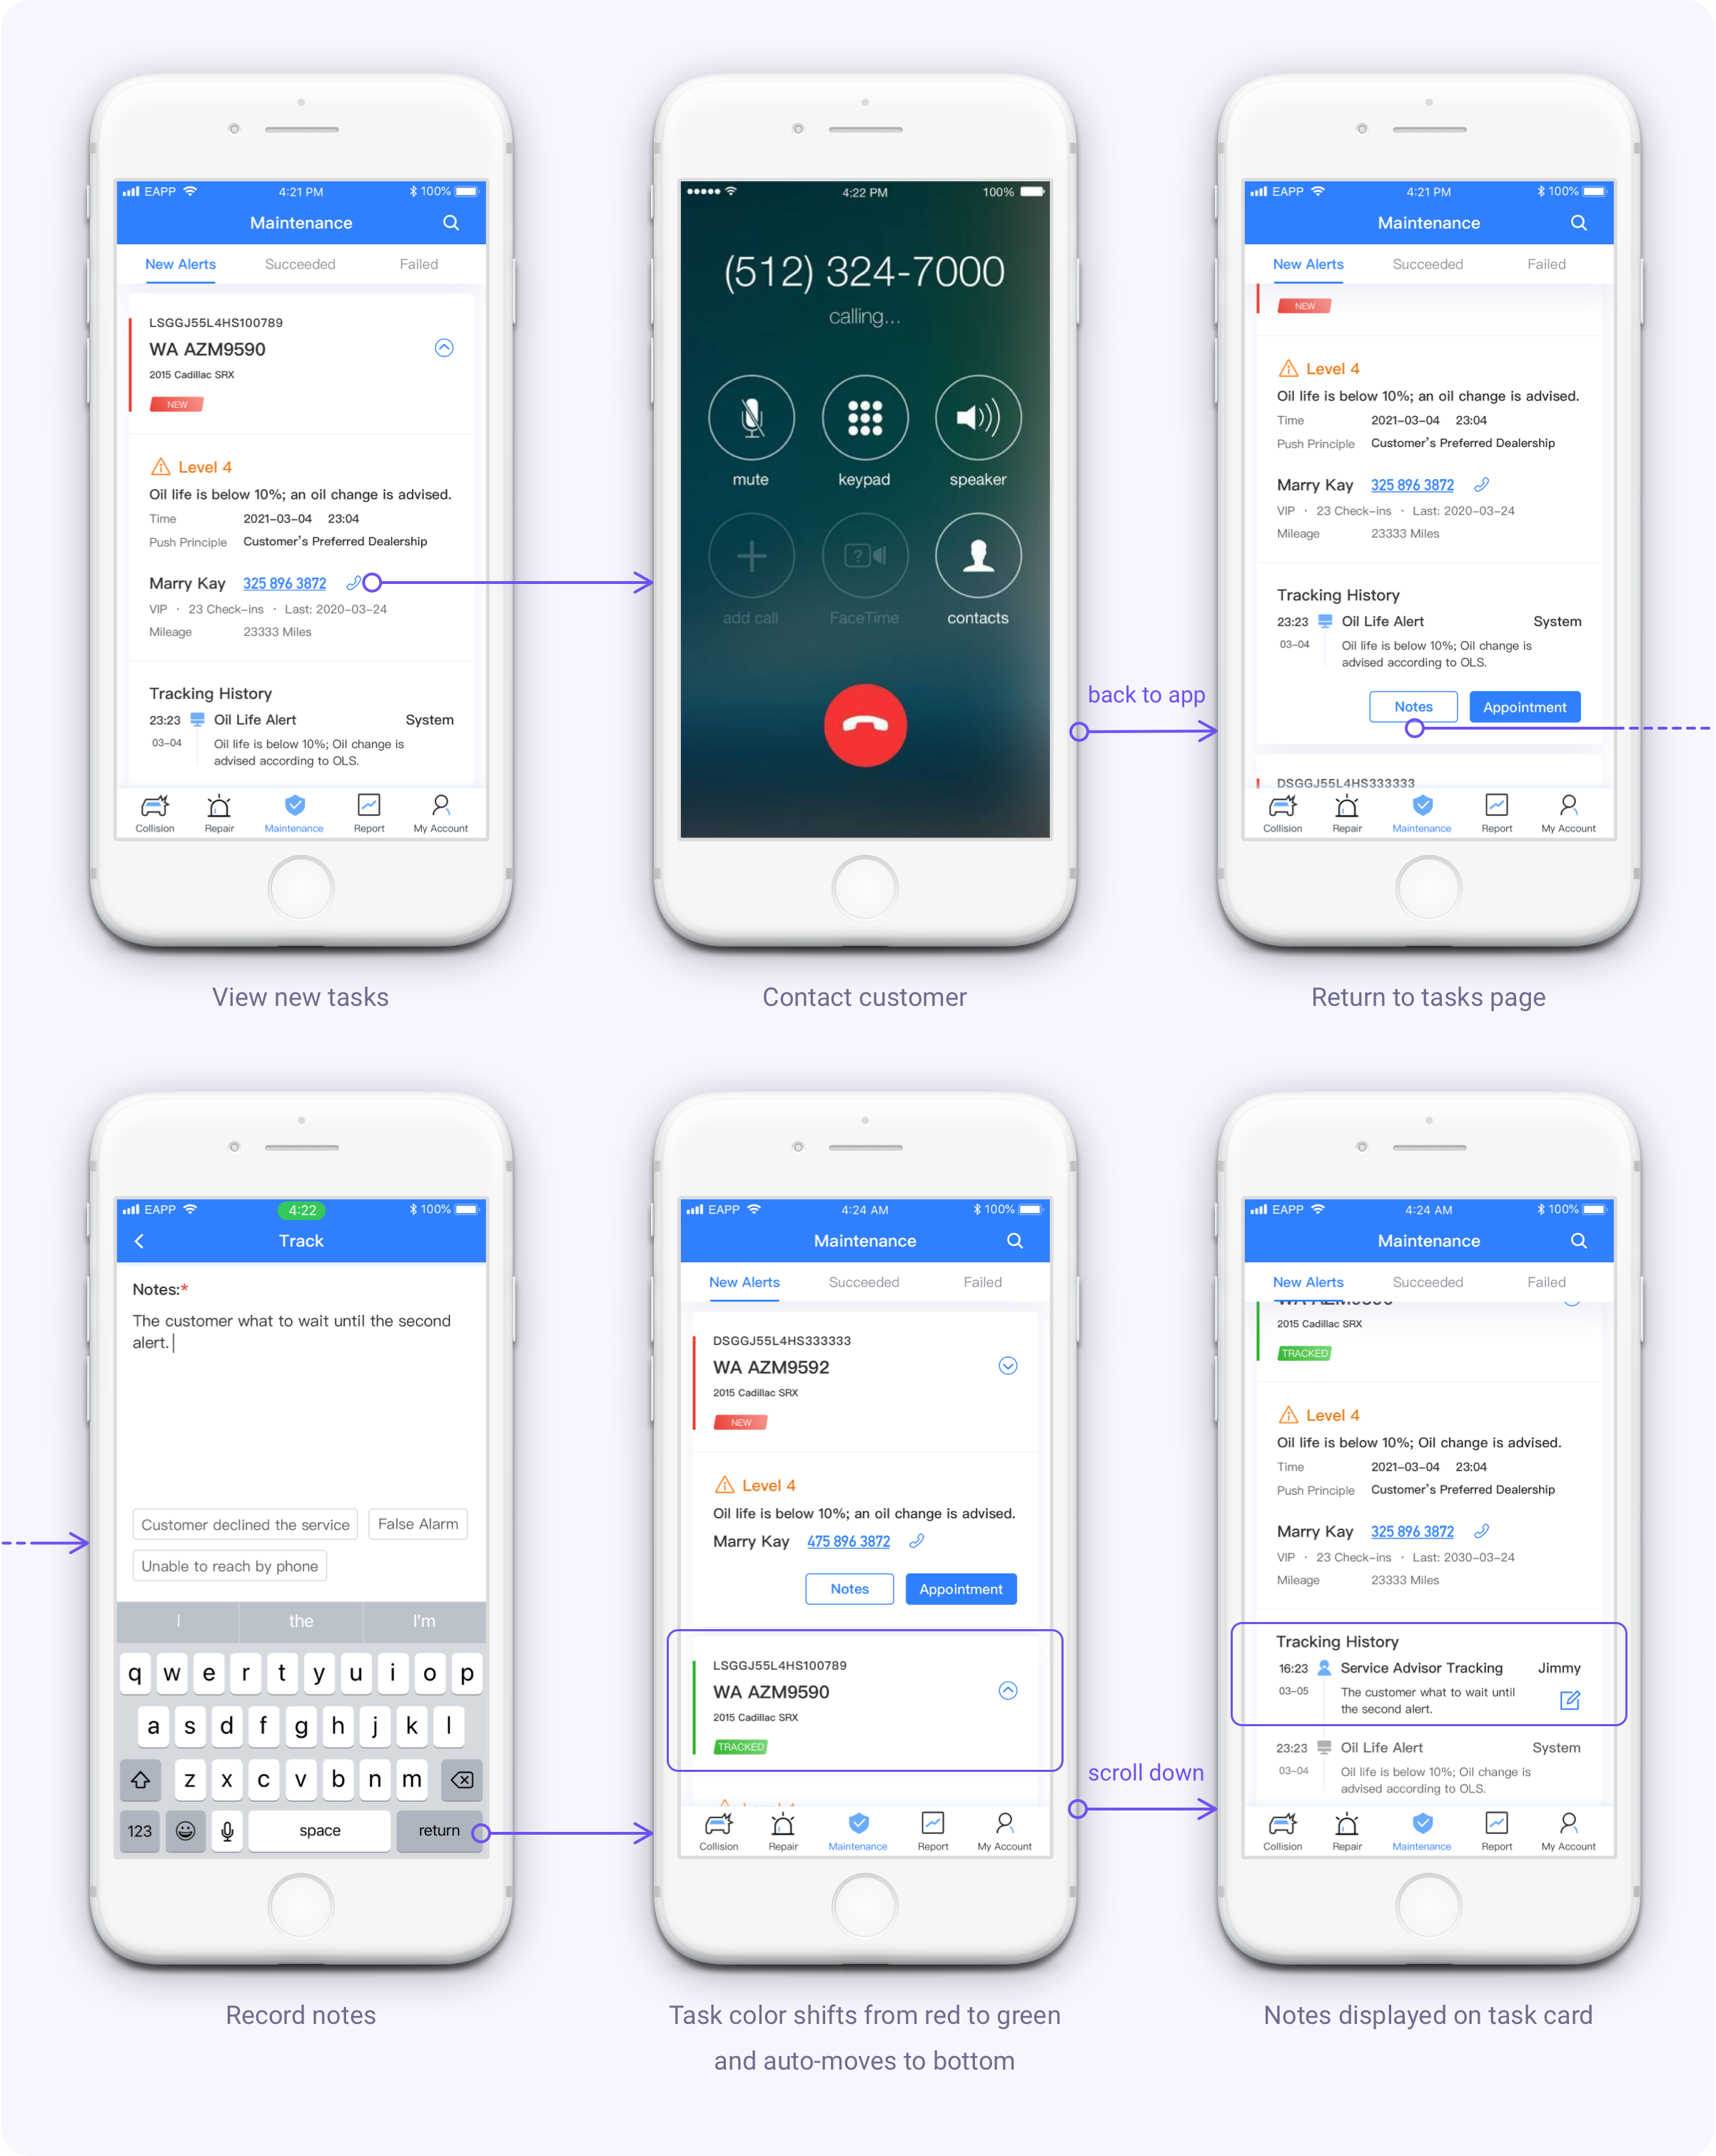 EAPP 4:21 PM 100%
Maintenance
New Alerts Succeeded Failed
LSGGJ55L4HS100789
WA AZM9590
2015 Cadillac SRX
NEW
Level 4
Oil life is below 10%; an oil change is advised.
Time 2021-03-04 23:04
Push Principle Customer's Preferred Dealership
Marry Kay 325 896 3872
VIP · 23 Check-ins · Last: 2020-03-24
Mileage 23333 Miles
Tracking History
23:23 Oil Life Alert System
03-04 Oil life is below 10%; Oil change is
advised according to OLS.
Collision Repair Maintenance Report My Account
View new tasks
4:22 PM 100%
(512) 324-7000
calling...
mute keypad speaker
add call FaceTime contacts
Contact customer
back to app
EAPP 4:21 PM 100%
Maintenance
New Alerts Succeeded Failed
NEW
Level 4
Oil life is below 10%; an oil change is advised.
Time 2021-03-04 23:04
Push Principle Customer's Preferred Dealership
Marry Kay 325 896 3872
VIP · 23 Check-ins · Last: 2020-03-24
Mileage 23333 Miles
Tracking History
23:23 Oil Life Alert System
03-04 Oil life is below 10%; Oil change is
advised according to OLS.
Notes Appointment
DSGGJ55L4HS333333
Collision Repair Maintenance Report My Account
Return to tasks page
EAPP 4:22 100%
Track
Notes:*
The customer what to wait until the second
alert.
Customer declined the service False Alarm
Unable to reach by phone
I the I'm
q w e r t y u i o p
a s d f g h j k l
z x c v b n m
123 space return
Record notes
EAPP 4:24 AM 100%
Maintenance
New Alerts Succeeded Failed
DSGGJ55L4HS333333
WA AZM9592
2015 Cadillac SRX
NEW
Level 4
Oil life is below 10%; an oil change is advised.
Marry Kay 475 896 3872
Notes Appointment
LSGGJ55L4HS100789
WA AZM9590
2015 Cadillac SRX
TRACKED
Level 4
Collision Repair Maintenance Report My Account
Task color shifts from red to green
and auto-moves to bottom
scroll down
EAPP 4:24 AM 100%
Maintenance
New Alerts Succeeded Failed
WA AZM9590
2015 Cadillac SRX
TRACKED
Level 4
Oil life is below 10%; Oil change is advised.
Time 2021-03-04 23:04
Push Principle Customer's Preferred Dealership
Marry Kay 325 896 3872
VIP · 23 Check-ins · Last: 2030-03-24
Mileage 23333 Miles
Tracking History
16:23 Service Advisor Tracking Jimmy
03-05 The customer what to wait until
the second alert.
23:23 Oil Life Alert System
03-04 Oil life is below 10%; Oil change is
advised according to OLS.
Collision Repair Maintenance Report My Account
Notes displayed on task card